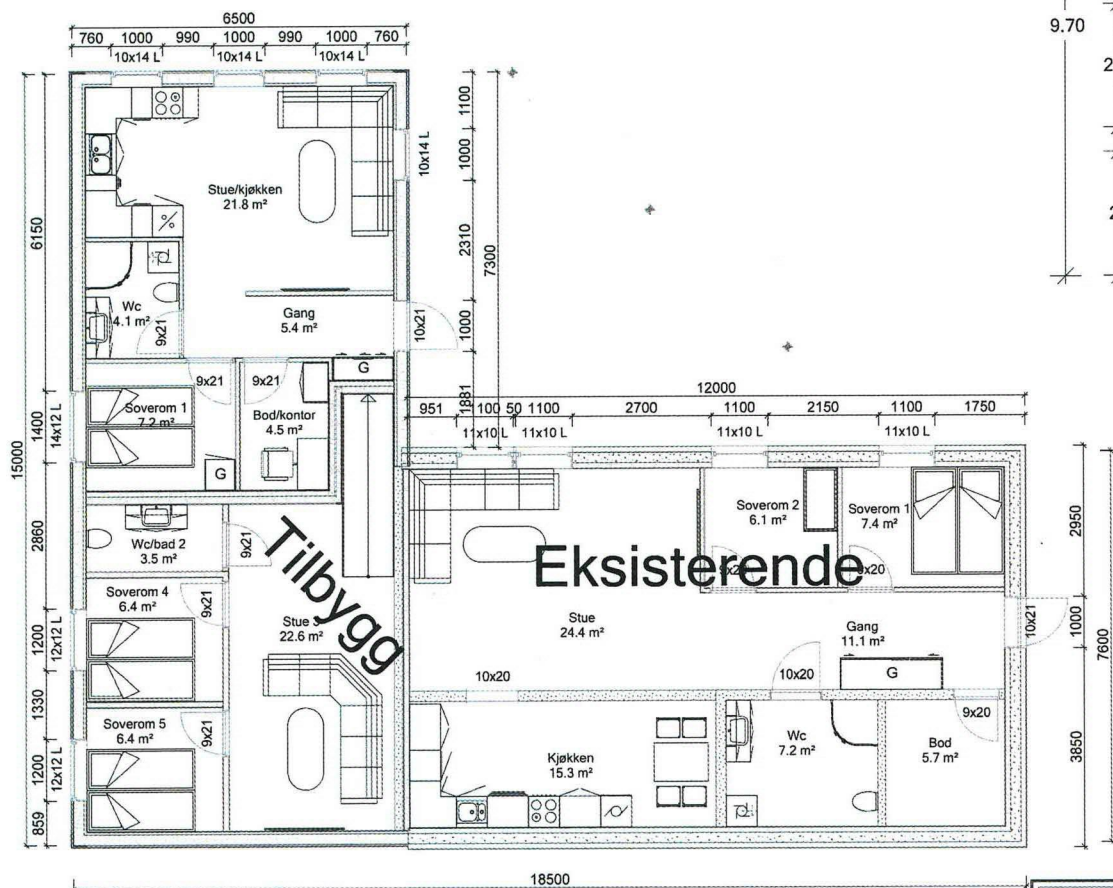 6500
760 1000 990 1000 990 1000 760
10x14 L 10x14 L 10x14 L
9.70
1100
1000
10x14 L
2310
7300
1000
10x21
1881
Stue/kjøkken
21.8 m²
6150
Wc
4.1 m²
9x21
Gang
5.4 m²
G
9x21
9x21
Soverom 1
7.2 m²
G
Bod/kontor
4.5 m²
1400
14x12 L
15000
12000
951 1100 50 1100 2700 1100 2150 1100 1750
11x10 L 11x10 L 11x10 L 11x10 L
2860
Wc/bad 2
3.5 m²
9x21
Tilbygg
Eksisterende
Soverom 2
6.1 m²
Soverom 1
7.4 m²
2950
Soverom 4
6.4 m²
9x21
Stue 3
22.6 m²
Stue
24.4 m²
Gang
11.1 m²
10x21
1000
7600
1200
12x12 L
10x20
10x20
G
9x20
1330
Soverom 5
6.4 m²
9x21
Kjøkken
15.3 m²
Wc
7.2 m²
Bod
5.7 m²
3850
1200
12x12 L
859
18500